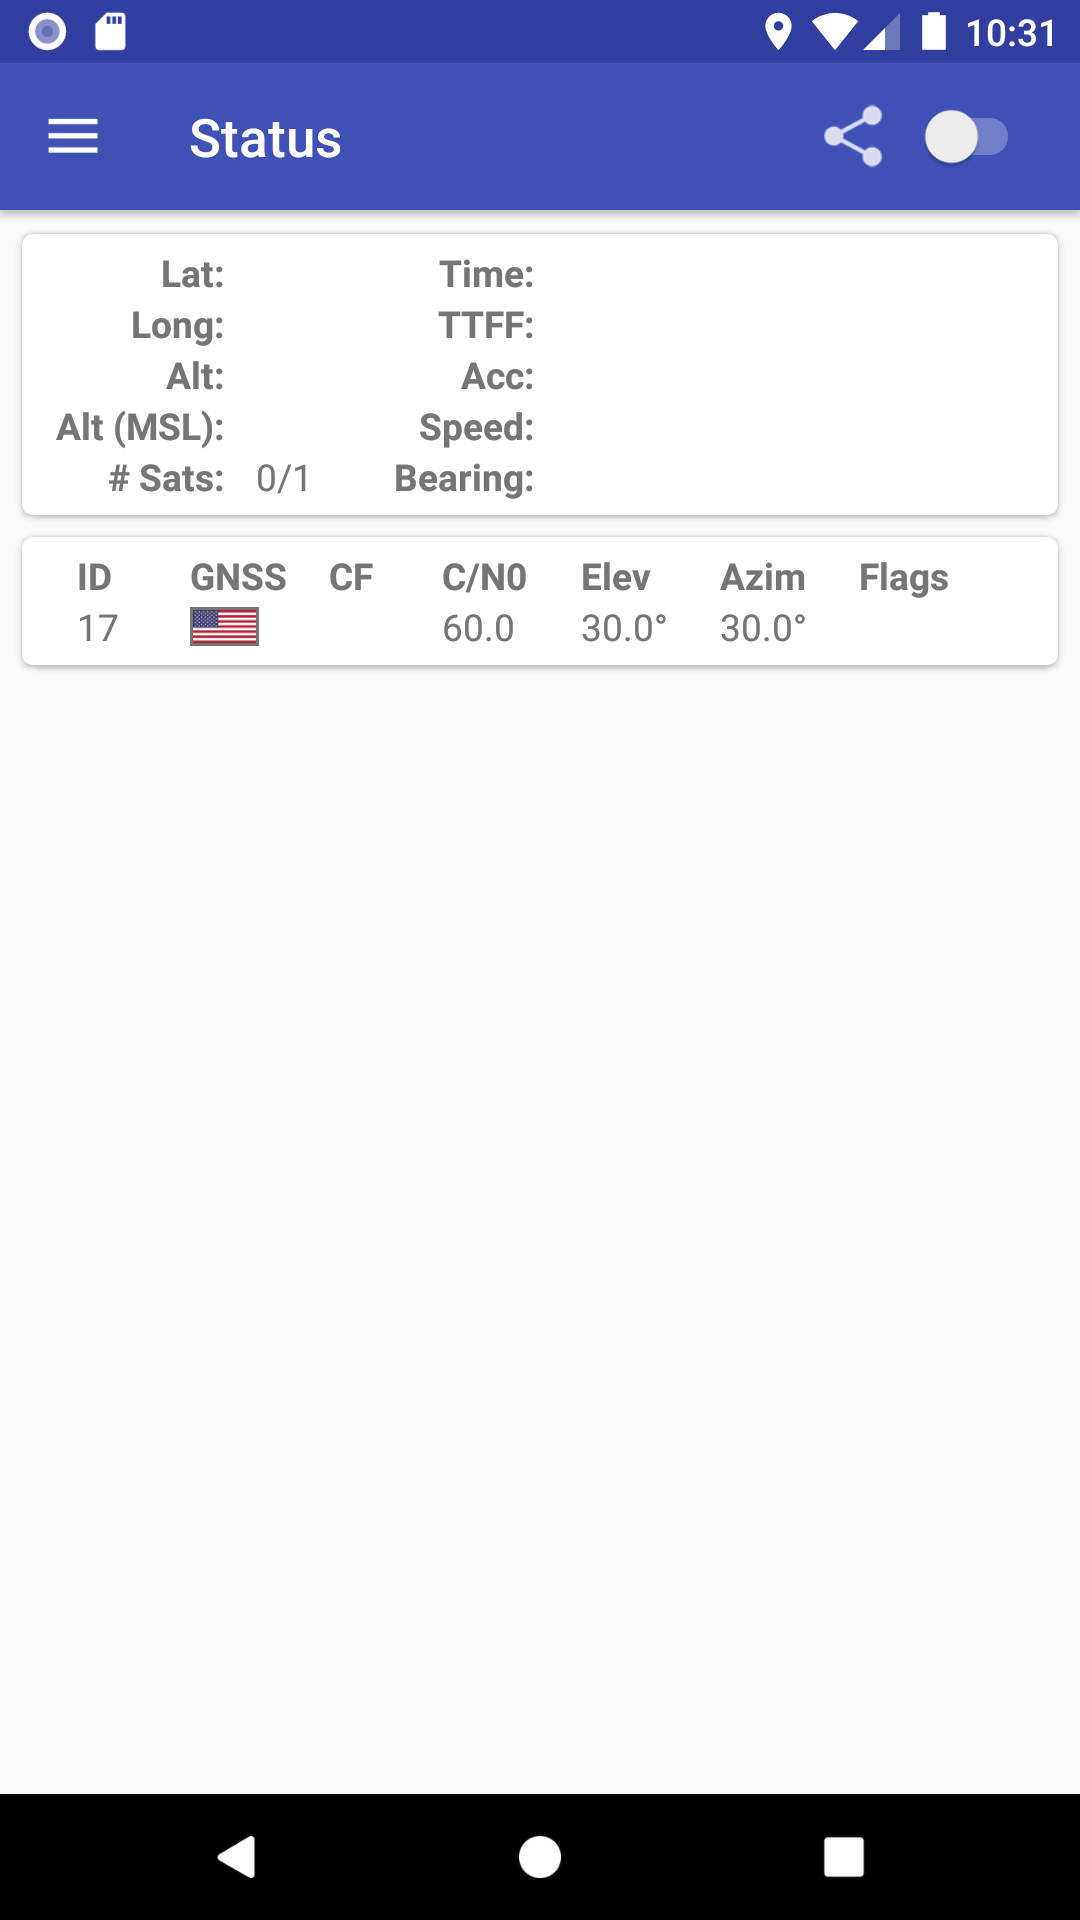 10:31
Status
Lat: Time:
Long: TTFF:
Alt: Acc:
Alt (MSL): Speed:
# Sats: 0/1 Bearing:
ID GNSS CF C/N0 Elev Azim Flags
17 60.0 30.0° 30.0°